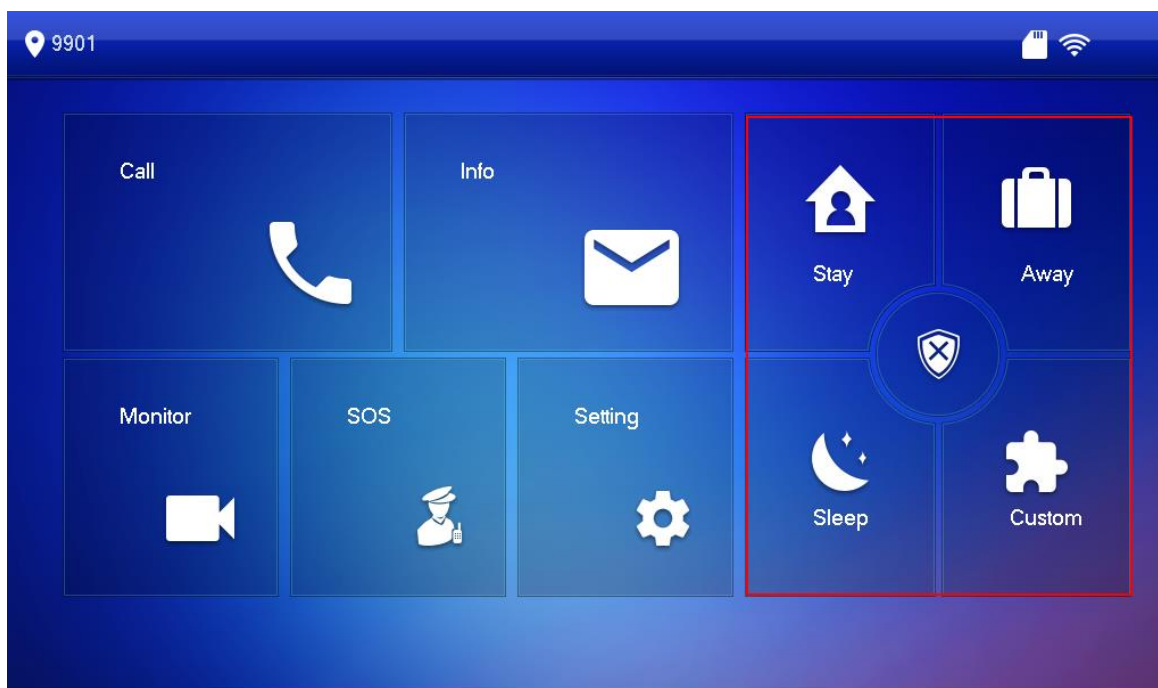 9901
Call
Info
Stay
Away
Monitor
SOS
Setting
Sleep
Custom